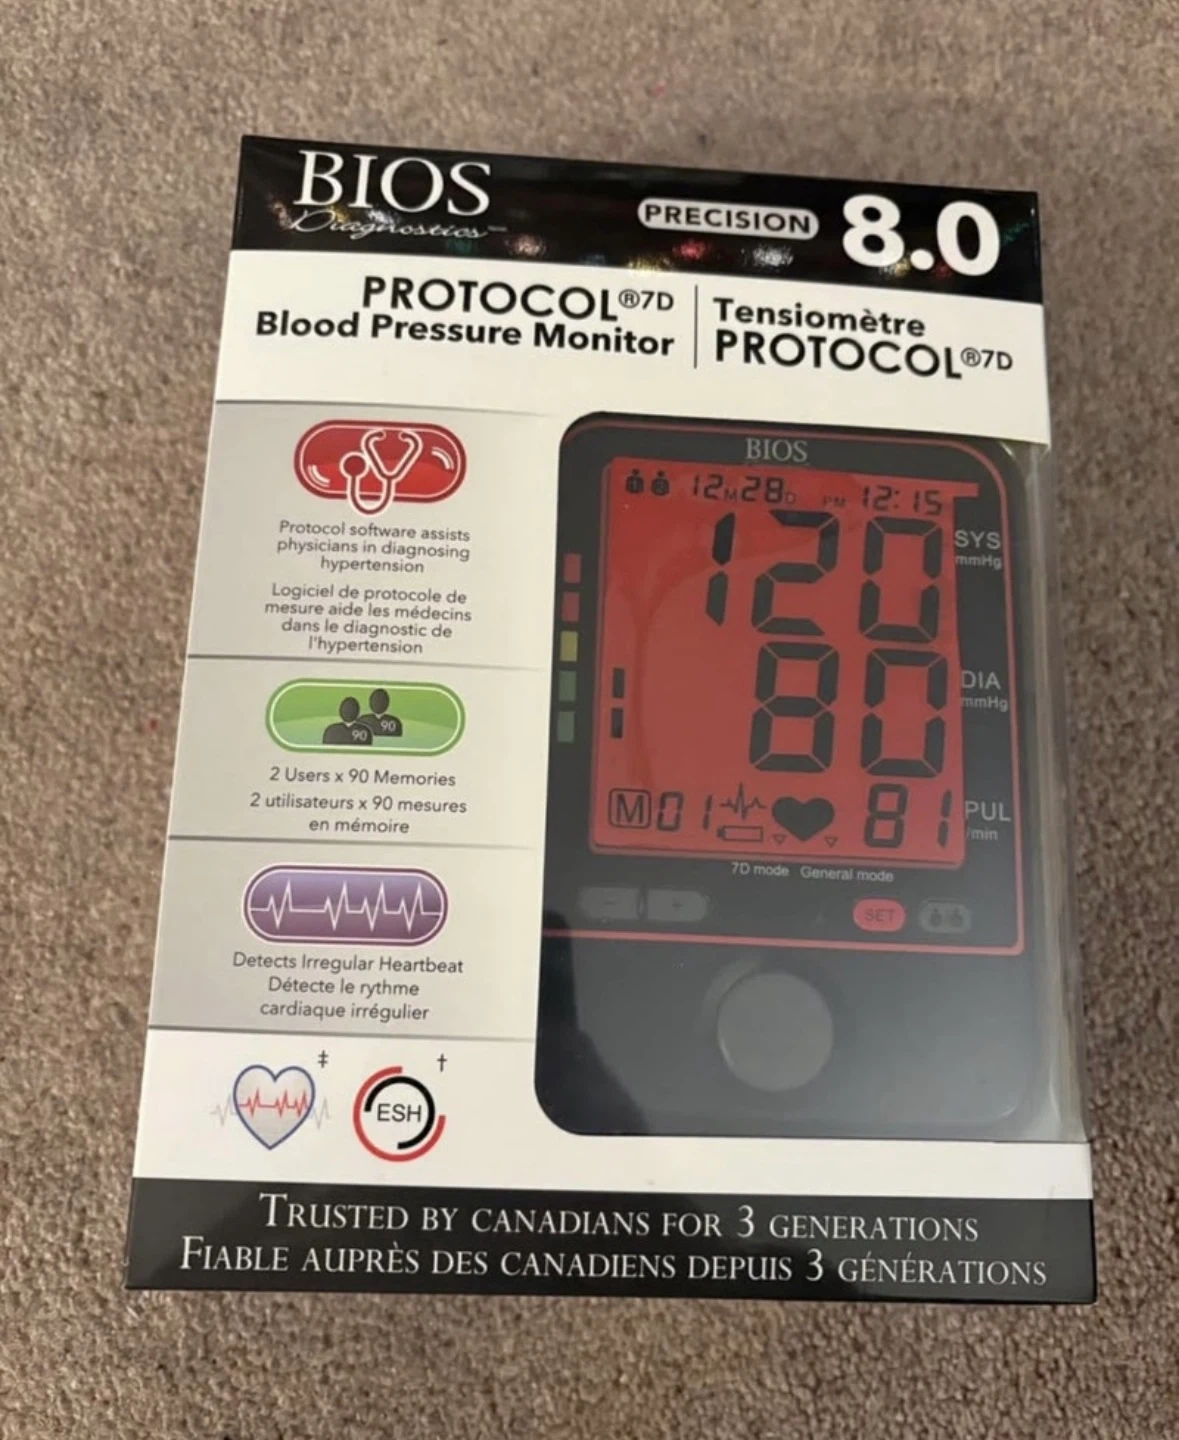 BIOS
Diagnostics™
PRECISION 8.0
PROTOCOL®7D
Blood Pressure Monitor
Tensiomètre
PROTOCOL®7D
Protocol software assists
physicians in diagnosing
hypertension
Logiciel de protocole de
mesure aide les médecins
dans le diagnostic de
l'hypertension
90 90
2 Users x 90 Memories
2 utilisateurs x 90 mesures
en mémoire
Detects Irregular Heartbeat
Détecte le rythme
cardiaque irrégulier
‡
†
ESH
BIOS
12M28D PM 12:15
120 SYS
mmHg
80 DIA
mmHg
M 01 81 PUL
/min
7D mode General mode
- + SET
TRUSTED BY CANADIANS FOR 3 GENERATIONS
FIABLE AUPRÈS DES CANADIENS DEPUIS 3 GÉNÉRATIONS